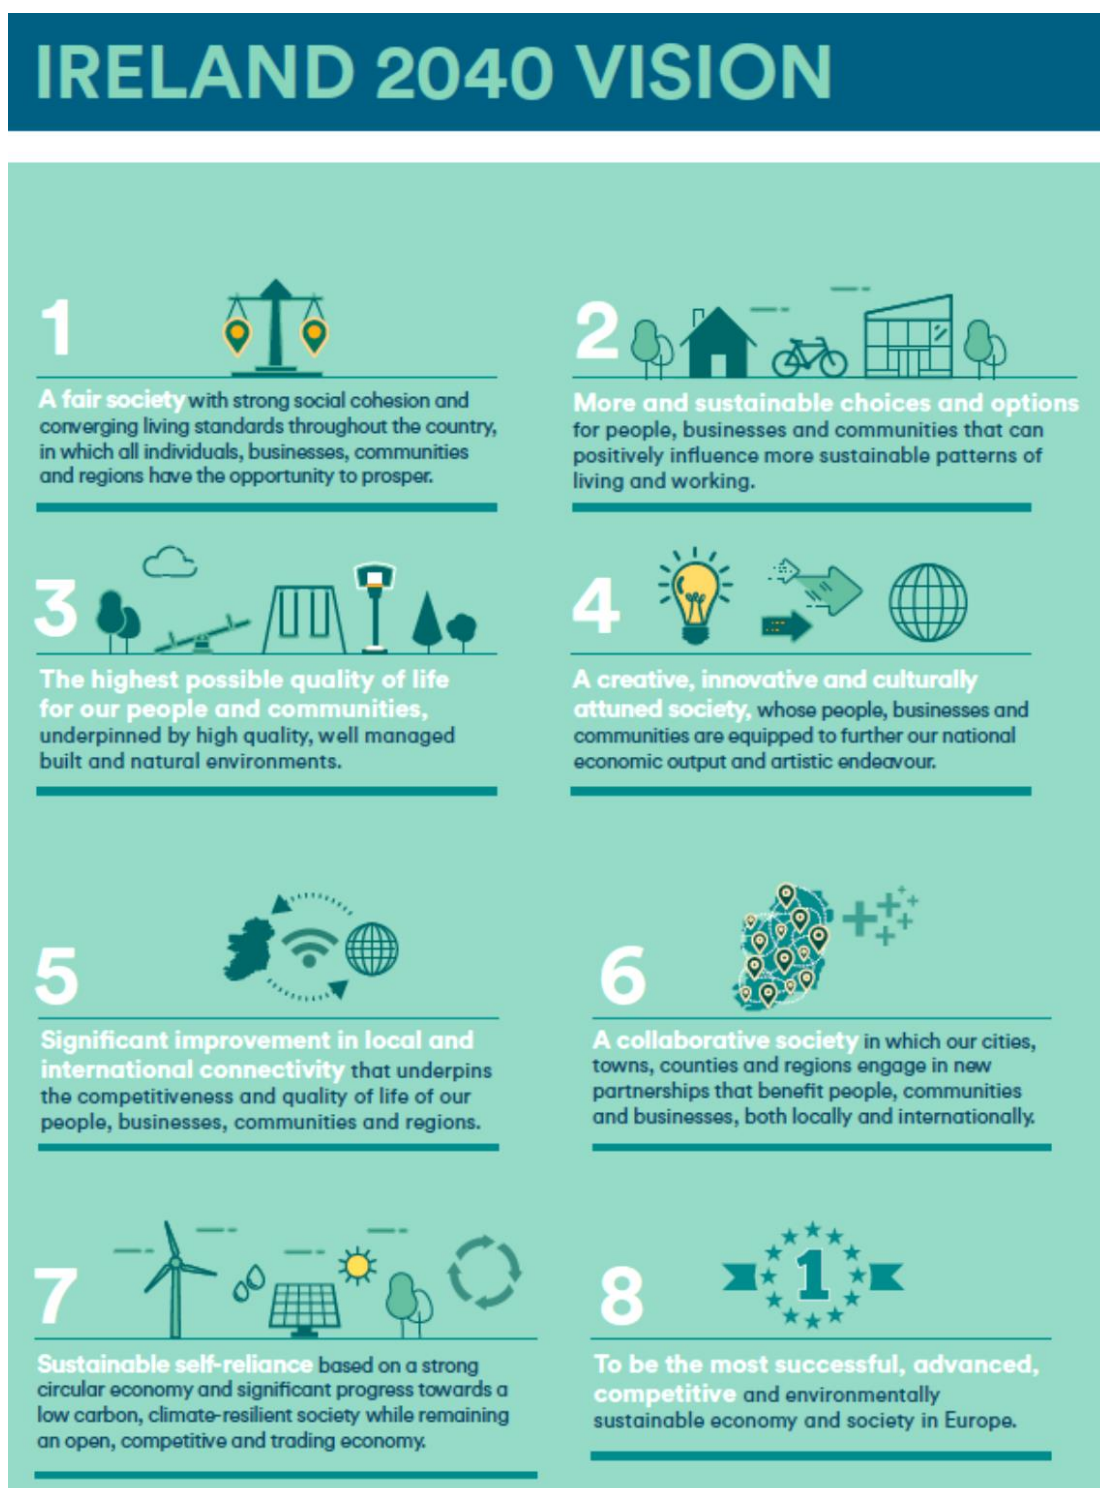 IRELAND 2040 VISION
1
A fair society with strong social cohesion and
converging living standards throughout the country,
in which all individuals, businesses, communities
and regions have the opportunity to prosper.
2
More and sustainable choices and options
for people, businesses and communities that can
positively influence more sustainable patterns of
living and working.
3
The highest possible quality of life
for our people and communities,
underpinned by high quality, well managed
built and natural environments.
4
A creative, innovative and culturally
attuned society, whose people, businesses and
communities are equipped to further our national
economic output and artistic endeavour.
5
Significant improvement in local and
international connectivity that underpins
the competitiveness and quality of life of our
people, businesses, communities and regions.
6
A collaborative society in which our cities,
towns, counties and regions engage in new
partnerships that benefit people, communities
and businesses, both locally and internationally.
7
Sustainable self-reliance based on a strong
circular economy and significant progress towards a
low carbon, climate-resilient society while remaining
an open, competitive and trading economy.
8
1
To be the most successful, advanced,
competitive and environmentally
sustainable economy and society in Europe.